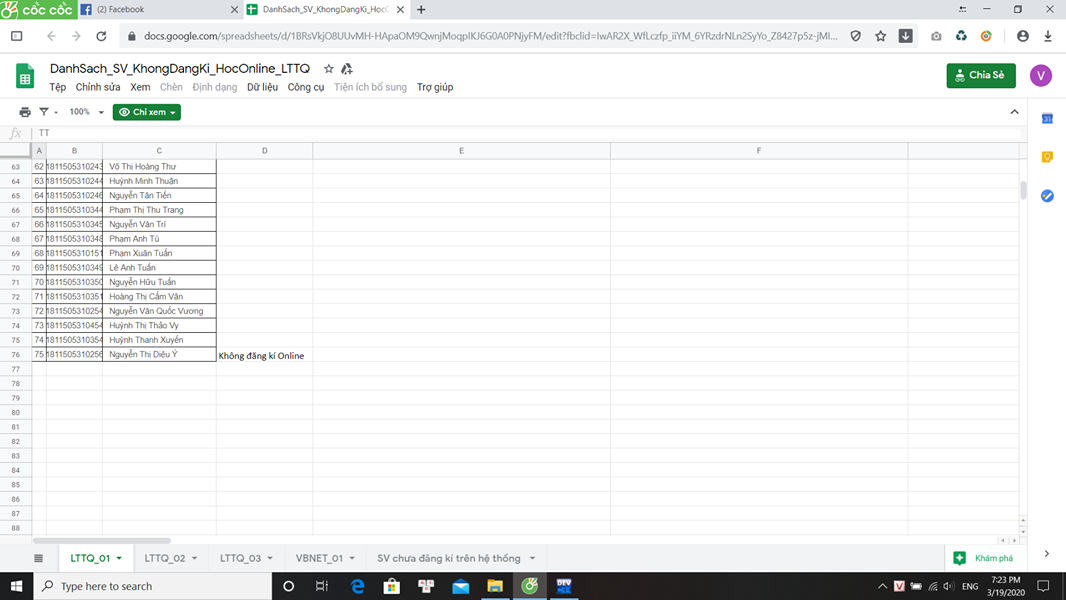 cốc cốc
(2) Facebook
DanhSach_SV_KhongDangKi_HocO
docs.google.com/spreadsheets/d/1BRsVkjO8UUvMH-HApaOM9QwnjMoqpIKJ6G0A0PNjyFM/edit?fbclid=IwAR2X_WfLczfp_iiYM_6YRzdrNLn2SyYo_Z8427p5z-jMl...
DanhSach_SV_KhongDangKi_HocOnline_LTTQ
Tệp Chỉnh sửa Xem Chèn Định dạng Dữ liệu Công cụ Tiện ích bổ sung Trợ giúp
Chia Sẻ
V
100%
Chỉ xem
fx TT
A B C D E F
63 62 1811505310243 Võ Thị Hoàng Thư
64 63 1811505310244 Huỳnh Minh Thuận
65 64 1811505310246 Nguyễn Tân Tiến
66 65 1811505310344 Phạm Thị Thu Trang
67 66 1811505310345 Nguyễn Văn Trí
68 67 1811505310348 Phạm Anh Tú
69 68 1811505310151 Phạm Xuân Tuấn
70 69 1811505310349 Lê Anh Tuấn
71 70 1811505310350 Nguyễn Hữu Tuấn
72 71 1811505310351 Hoàng Thị Cẩm Vân
73 72 1811505310254 Nguyễn Văn Quốc Vương
74 73 1811505310454 Huỳnh Thị Thảo Vy
75 74 1811505310354 Huỳnh Thanh Xuyến
76 75 1811505310256 Nguyễn Thị Diệu Ý Không đăng kí Online
77
78
79
80
81
82
83
84
85
86
87
88
LTTQ_01 LTTQ_02 LTTQ_03 VBNET_01 SV chưa đăng kí trên hệ thống
Khám phá
Type here to search
ENG
7:23 PM
3/19/2020